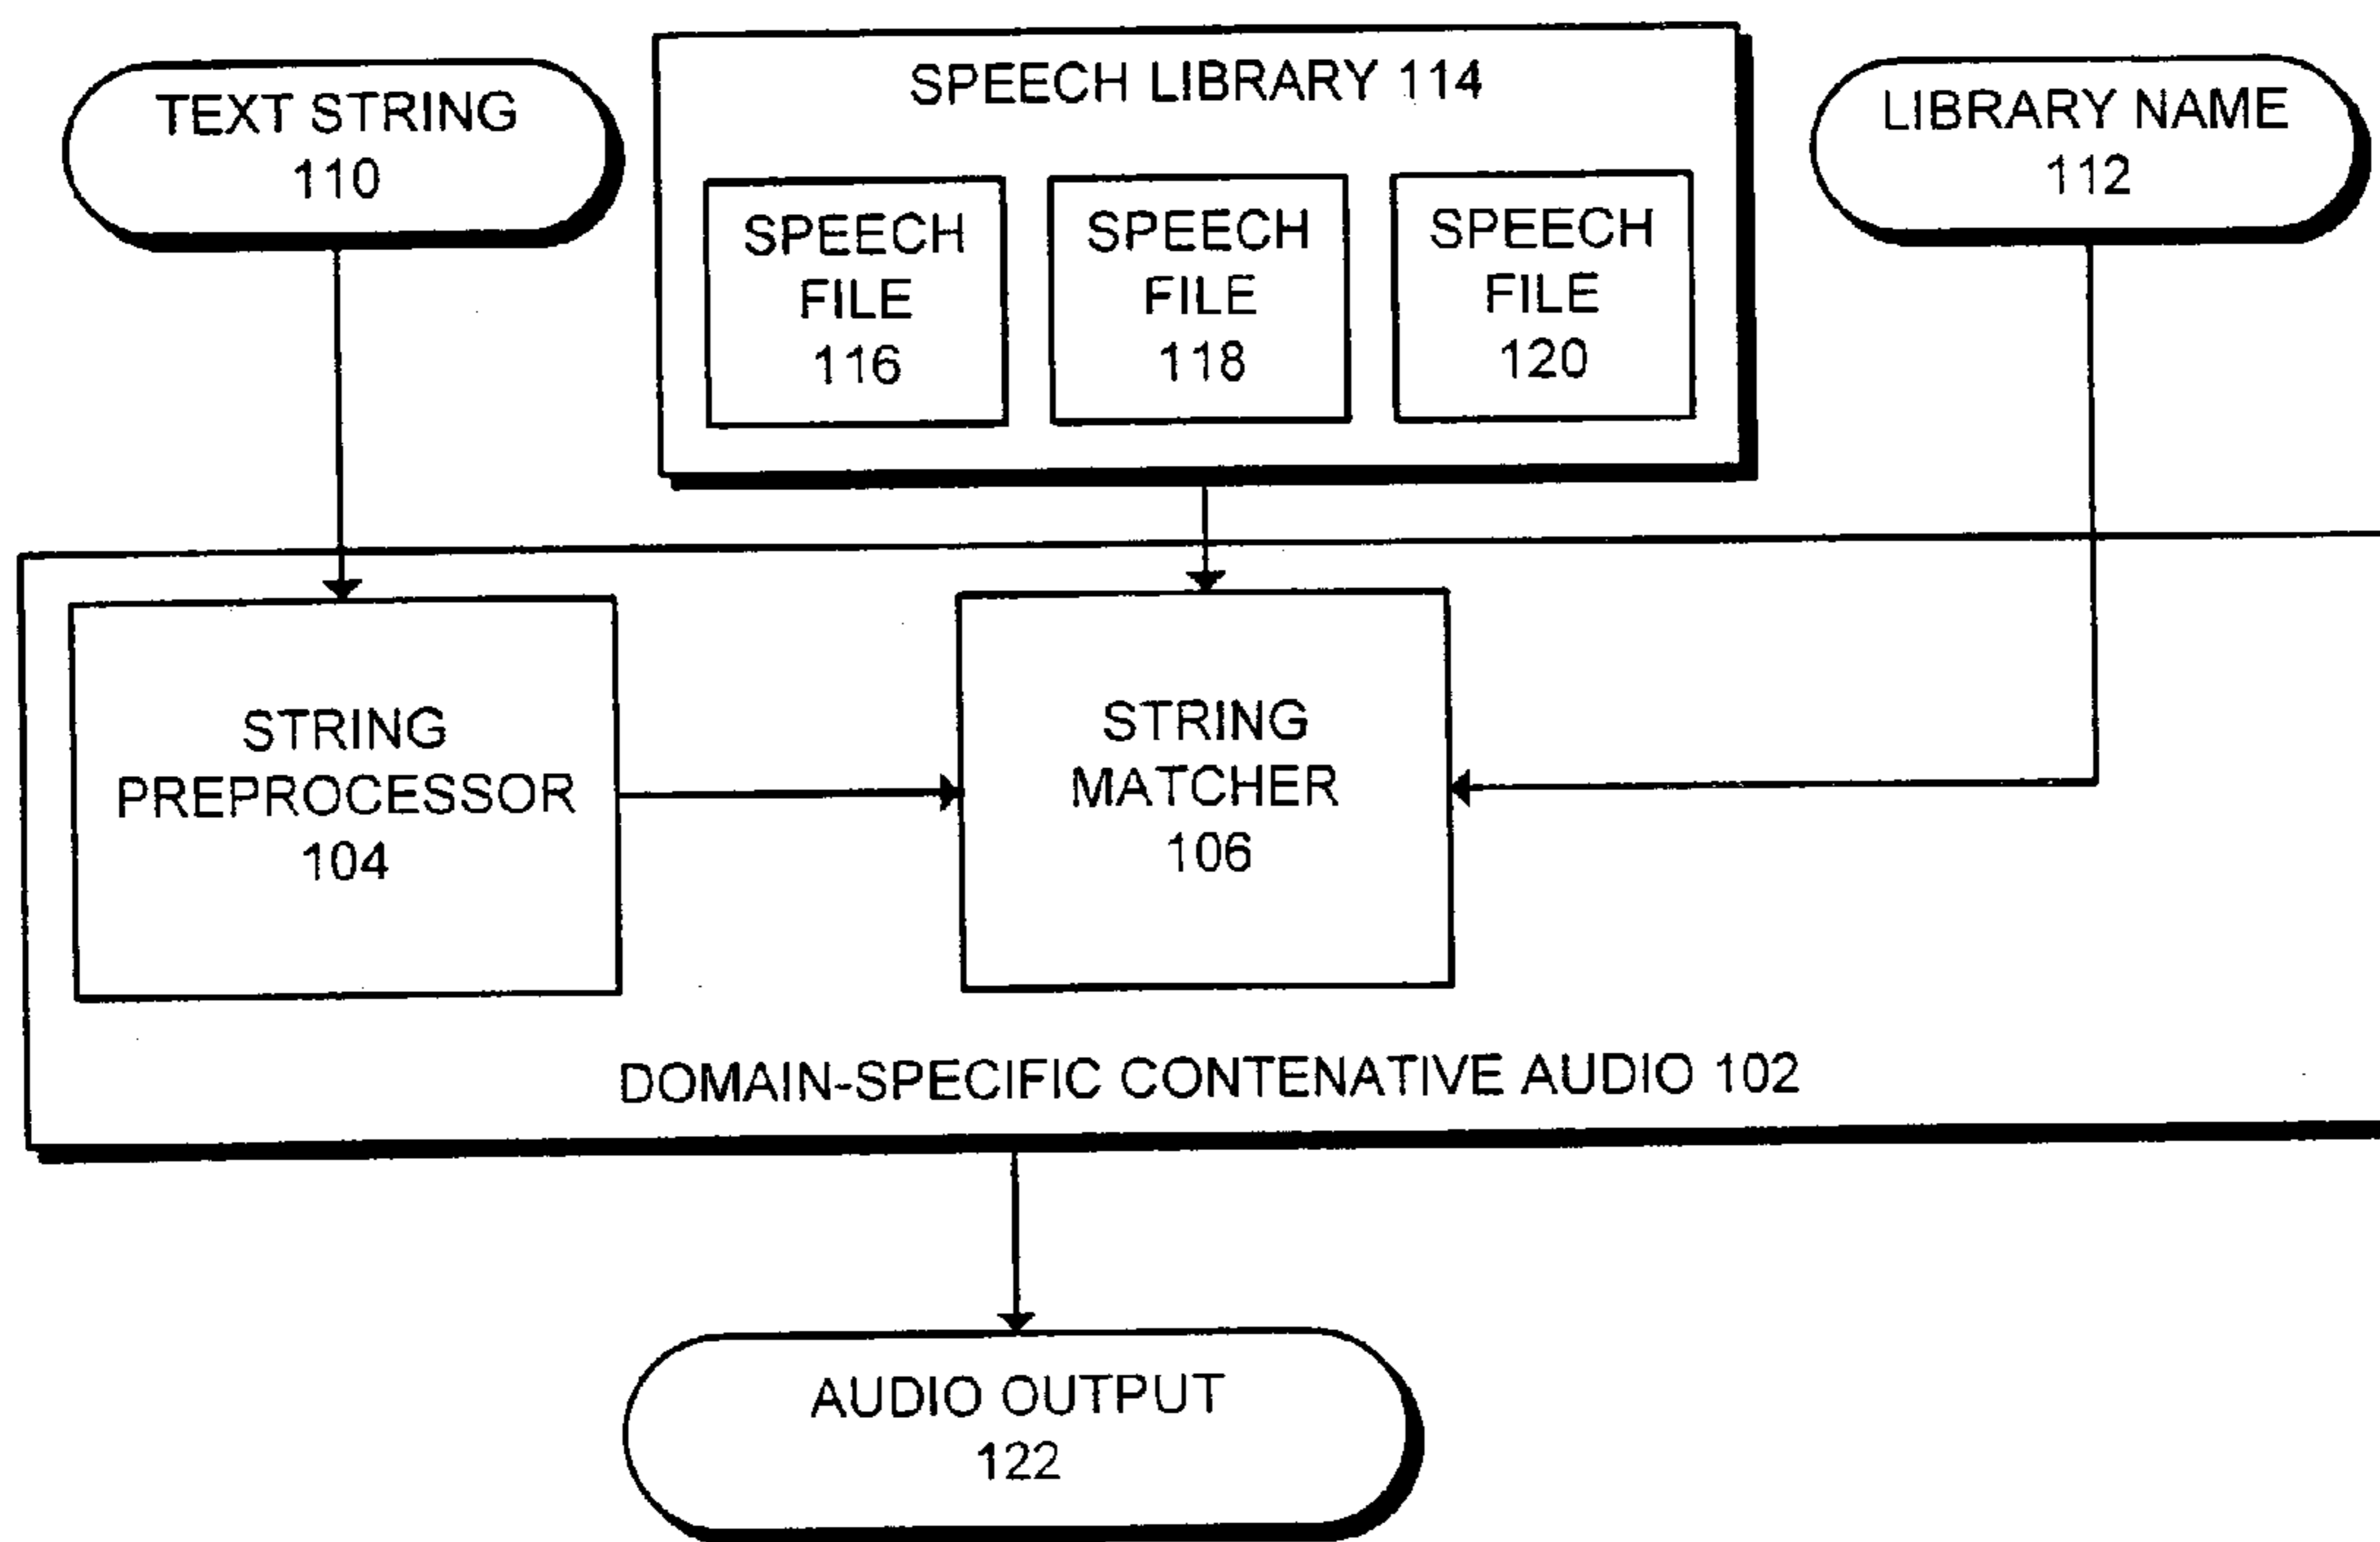 TEXT STRING
110
SPEECH LIBRARY 114
LIBRARY NAME
112
SPEECH
FILE
116
SPEECH
FILE
118
SPEECH
FILE
120
STRING
PREPROCESSOR
104
STRING
MATCHER
106
DOMAIN-SPECIFIC CONTENATIVE AUDIO 102
AUDIO OUTPUT
122